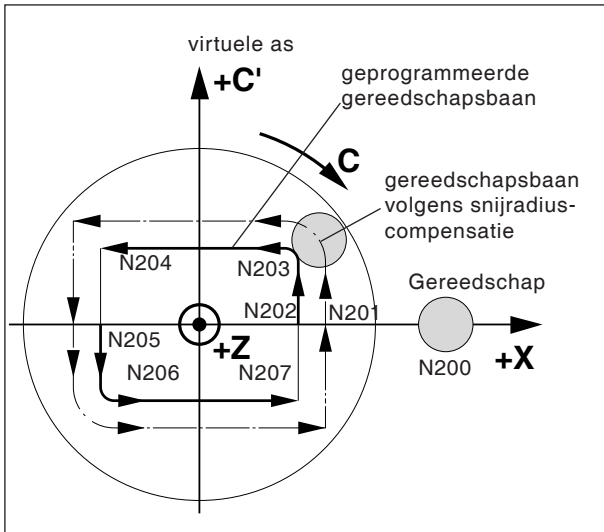 virtuele as
+C'
geprogrammeerde
gereedschapsbaan
C
gereedschapsbaan
volgens snijradius-
compensatie
N204
N203
Gereedschap
N202
N201
N205
+Z
N206
N207
N200
+X